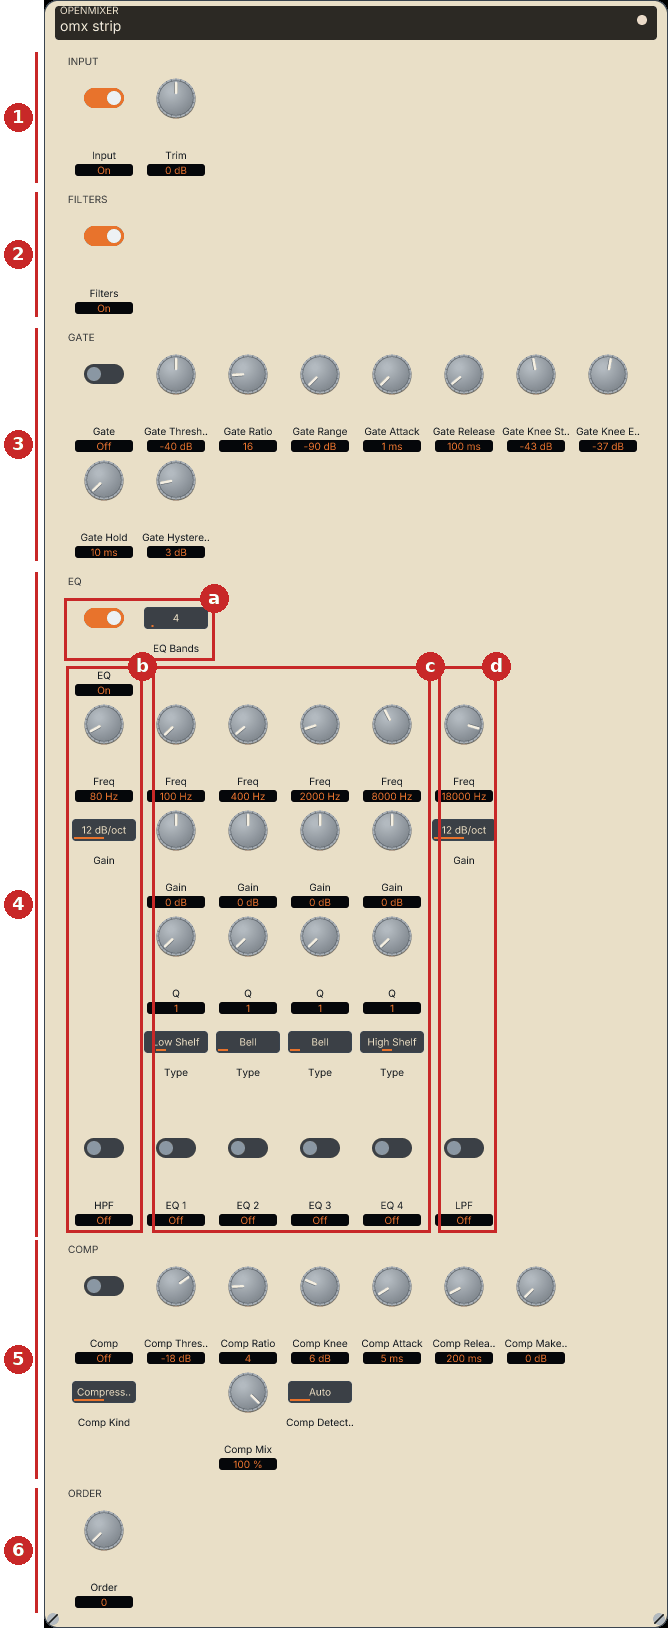 OPENMIXER
omx strip
INPUT
1
Input Trim
On 0 dB
FILTERS
2
Filters
On
GATE
3
Gate Gate Thresh.. Gate Ratio Gate Range Gate Attack Gate Release Gate Knee St.. Gate Knee E..
Off -40 dB 16 -90 dB 1 ms 100 ms -43 dB -37 dB
Gate Hold Gate Hystere..
10 ms 3 dB
EQ
a
4
EQ Bands
b c d
EQ
On
Freq Freq Freq Freq Freq Freq
80 Hz 100 Hz 400 Hz 2000 Hz 8000 Hz 18000 Hz
12 dB/oct 12 dB/oct
Gain Gain
Gain Gain Gain Gain
4
0 dB 0 dB 0 dB 0 dB
Q Q Q Q
1 1 1 1
Low Shelf Bell Bell High Shelf
Type Type Type Type
HPF EQ 1 EQ 2 EQ 3 EQ 4 LPF
Off Off Off Off Off Off
COMP
Comp Comp Thres.. Comp Ratio Comp Knee Comp Attack Comp Relea.. Comp Make..
5
Off -18 dB 4 6 dB 5 ms 200 ms 0 dB
Compress.. Auto
Comp Kind Comp Detect..
Comp Mix
100 %
ORDER
6
Order
0